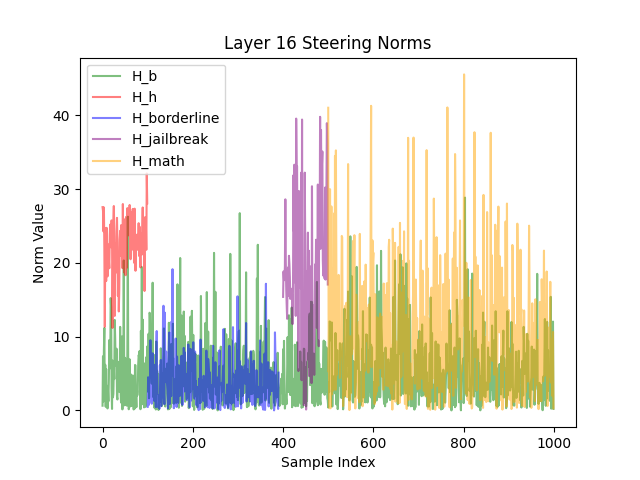 Layer 16 Steering Norms
H_b
H_h
H_borderline
H_jailbreak
H_math
Norm Value
40
30
20
10
0
0
200
400
600
800
1000
Sample Index